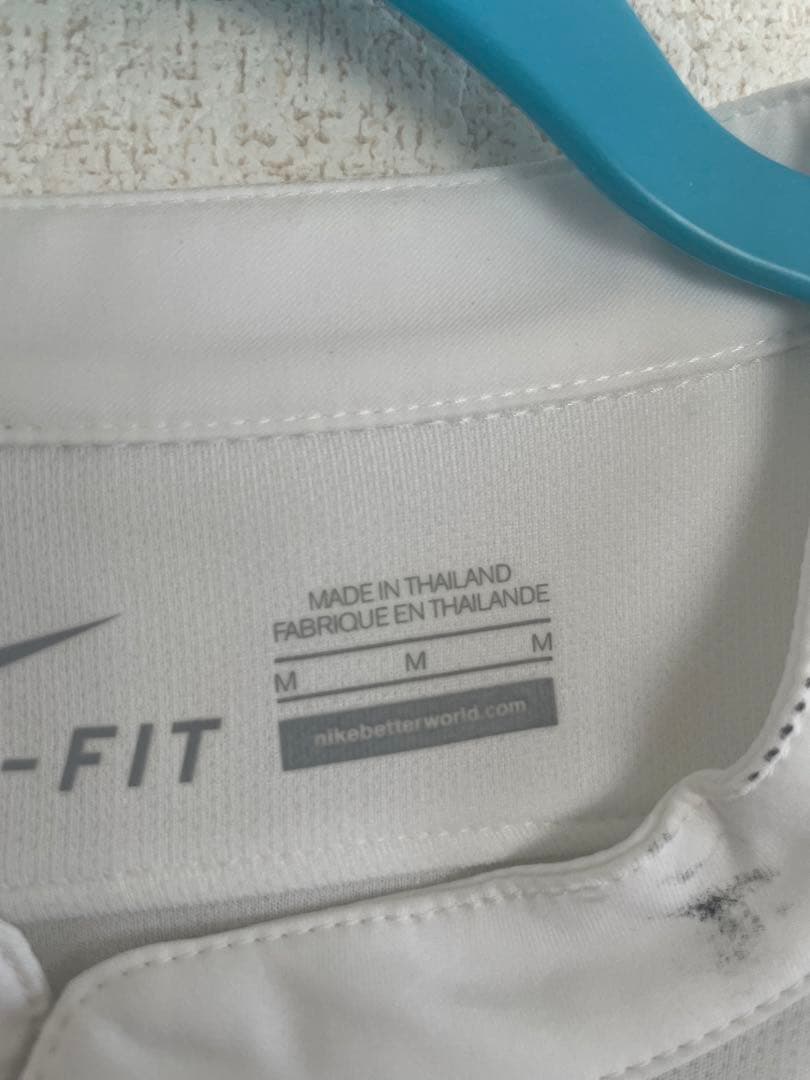 MADE IN THAILAND
FABRIQUE EN THAILANDE
M M M
nikebetterworld.com
-FIT